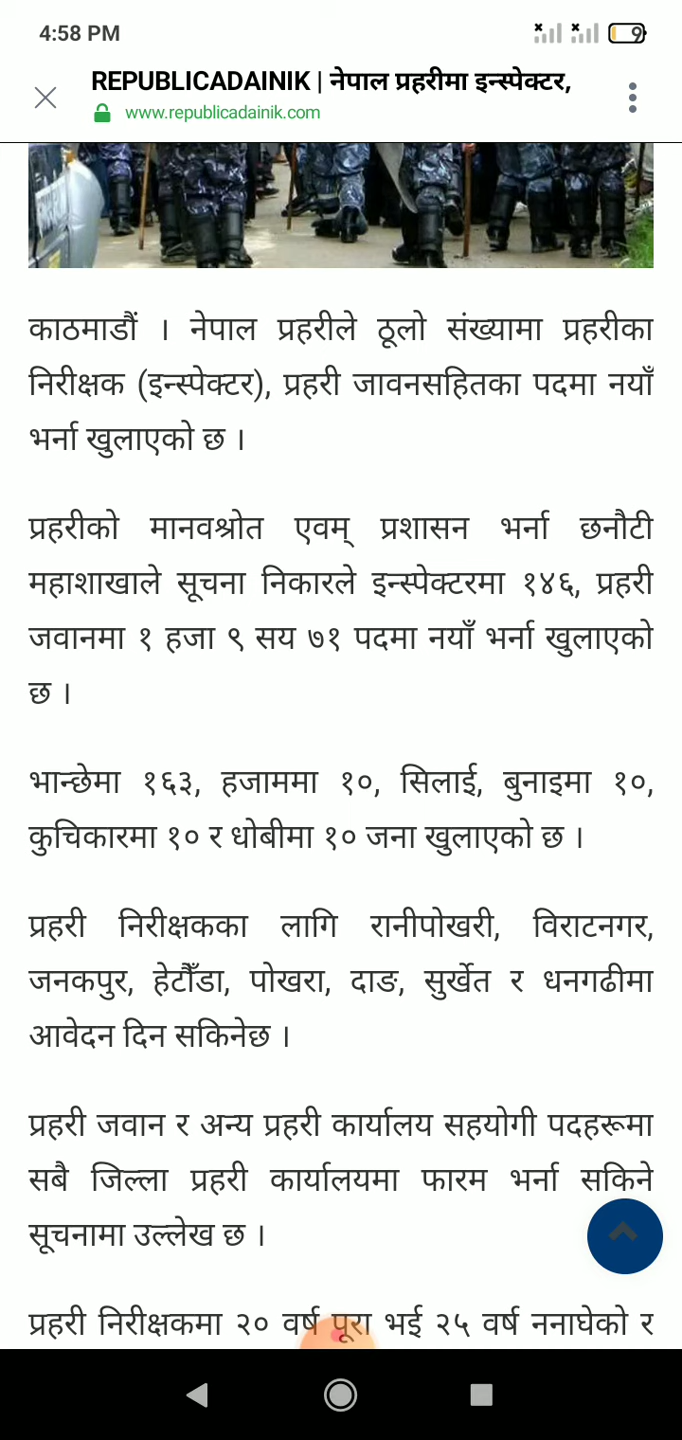 4:58 PM
9
REPUBLICADAINIK | नेपाल प्रहरीमा इन्स्पेक्टर,
www.republicadainik.com
काठमाडौं । नेपाल प्रहरीले ठूलो संख्यामा प्रहरीका
निरीक्षक (इन्स्पेक्टर), प्रहरी जावनसहितका पदमा नयाँ
भर्ना खुलाएको छ ।
प्रहरीको मानवश्रोत एवम् प्रशासन भर्ना छनौटी
महाशाखाले सूचना निकारले इन्स्पेक्टरमा १४६, प्रहरी
जवानमा १ हजा ९ सय ७१ पदमा नयाँ भर्ना खुलाएको
छ ।
भान्छेमा १६३, हजाममा १०, सिलाई, बुनाइमा १०,
कुचिकारमा १० र धोबीमा १० जना खुलाएको छ ।
प्रहरी निरीक्षकका लागि रानीपोखरी, विराटनगर,
जनकपुर, हेटौँडा, पोखरा, दाङ, सुर्खेत र धनगढीमा
आवेदन दिन सकिनेछ ।
प्रहरी जवान र अन्य प्रहरी कार्यालय सहयोगी पदहरूमा
सबै जिल्ला प्रहरी कार्यालयमा फारम भर्ना सकिने
सूचनामा उल्लेख छ ।
प्रहरी निरीक्षकमा २० वर्ष पूरा भई २५ वर्ष ननाघेको र